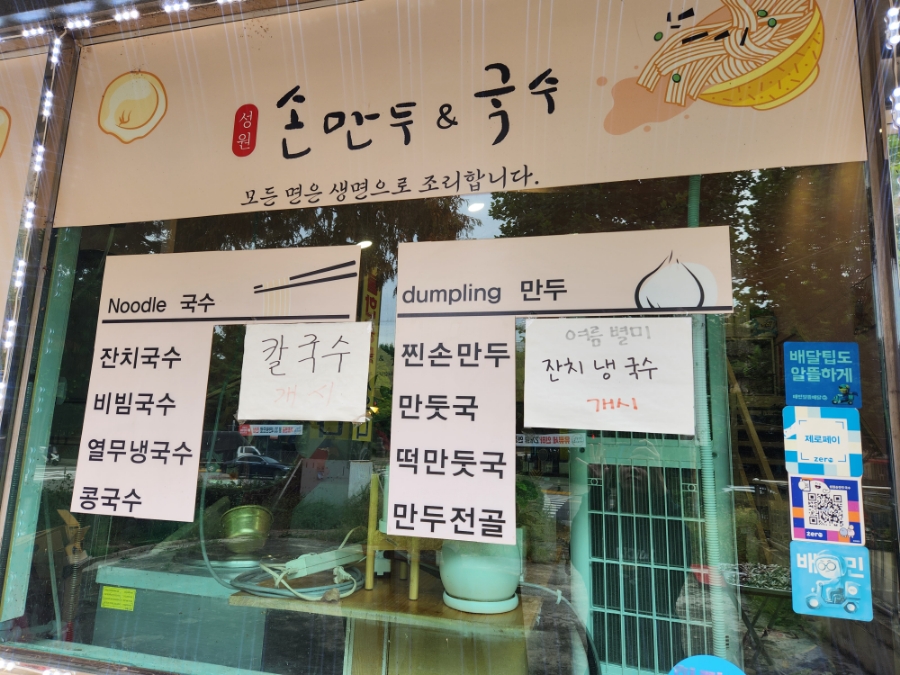 성원
손만두 & 국수
모든 면은 생면으로 조리합니다.
Noodle 국수
잔치국수
비빔국수
열무냉국수
콩국수
칼국수
개시
dumpling 만두
찐손만두
만둣국
떡만둣국
만두전골
여름 별미
잔치 냉국수
개시
배달팁도
알뜰하게
제로페이
zero
zero
배민